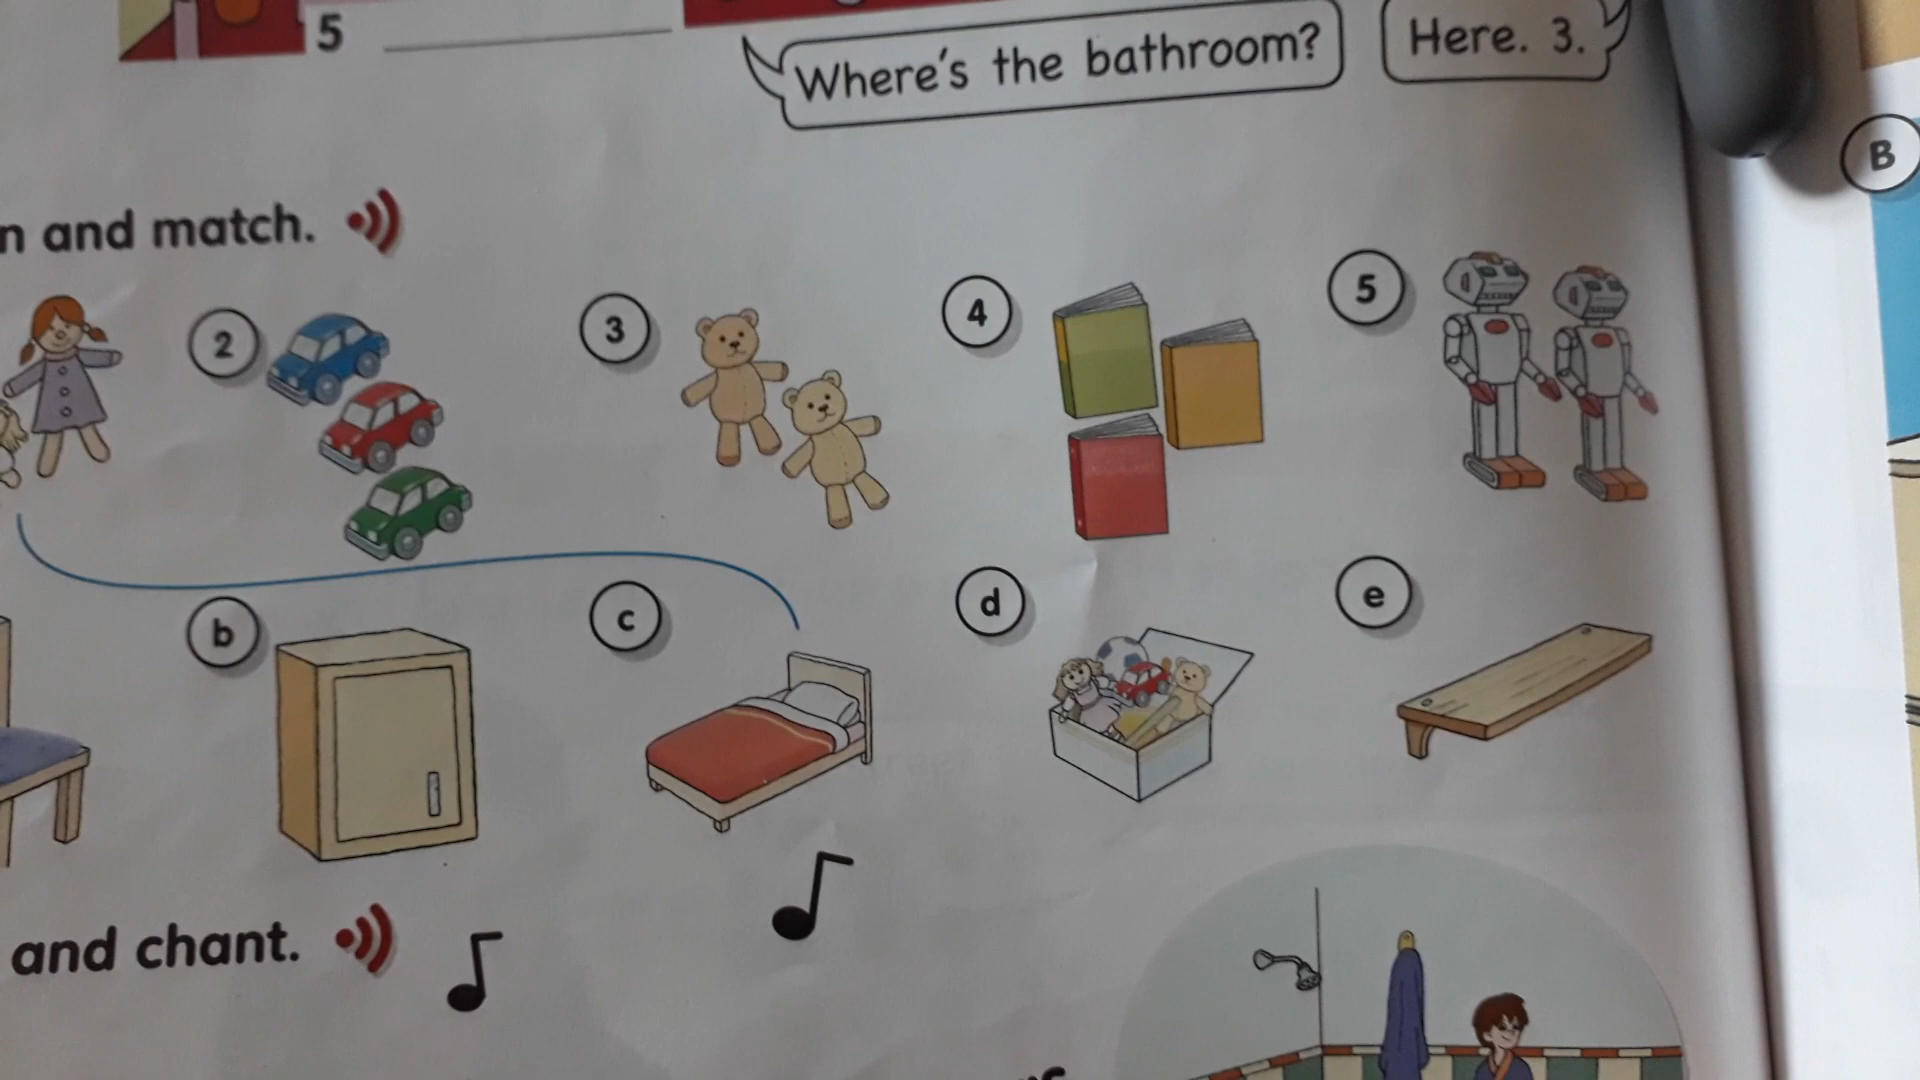 5
Where's the bathroom?
Here. 3.
B
and match.
2
3
4
5
b
c
d
e
and chant.